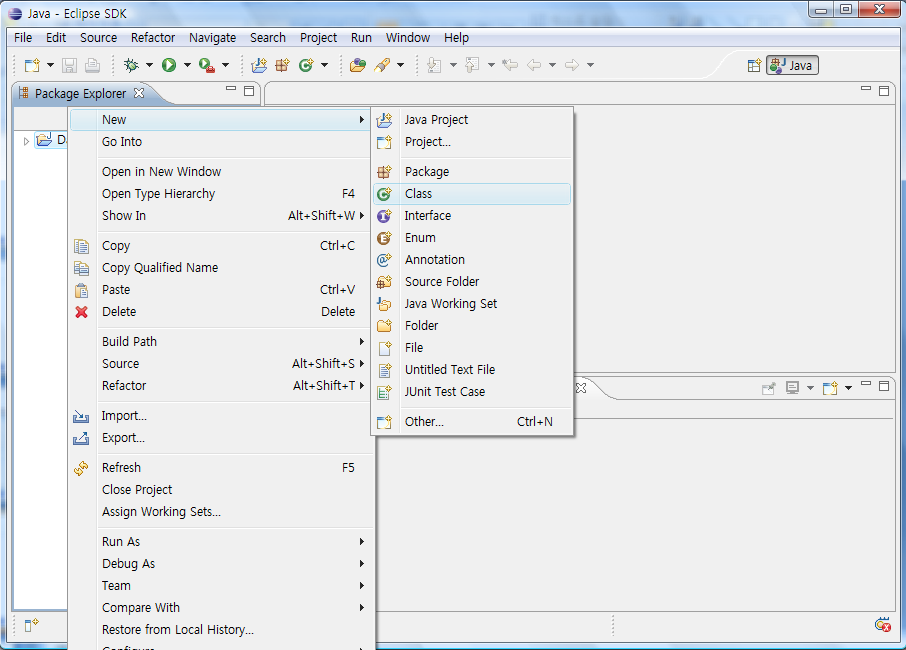 Java - Eclipse SDK
File Edit Source Refactor Navigate Search Project Run Window Help
Java
Package Explorer
New
Go Into
Open in New Window
Open Type Hierarchy F4
Show In Alt+Shift+W
Copy Ctrl+C
Copy Qualified Name
Paste Ctrl+V
Delete Delete
Build Path
Source Alt+Shift+S
Refactor Alt+Shift+T
Import...
Export...
Refresh F5
Close Project
Assign Working Sets...
Run As
Debug As
Team
Compare With
Restore from Local History...
Configure
Java Project
Project...
Package
Class
Interface
Enum
Annotation
Source Folder
Java Working Set
Folder
File
Untitled Text File
JUnit Test Case
Other... Ctrl+N